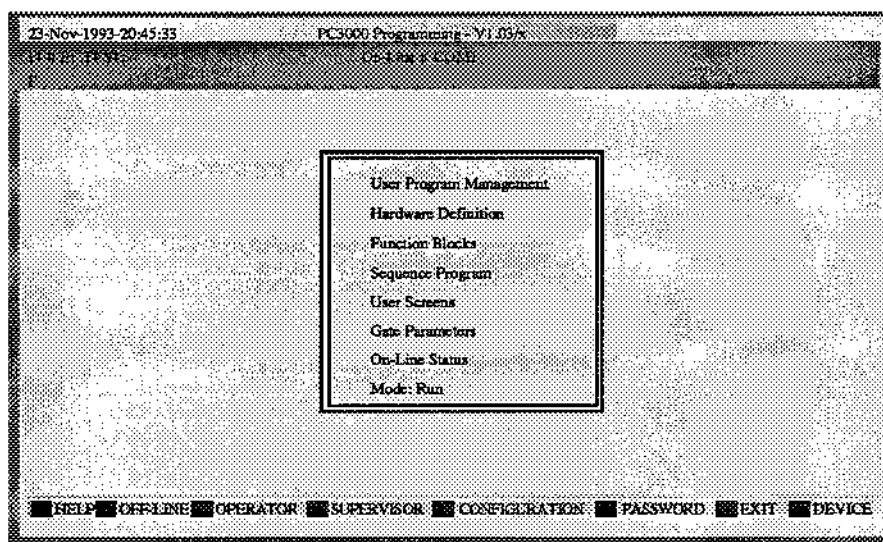 23-Nov-1993-20:45:33 PC3000 Programming - V1.03/x
User Program Management
Hardware Definition
Function Blocks
Sequence Program
User Screens
Gate Parameters
On-Line Status
Mode: Run
HELP OFF-LINE OPERATOR SUPERVISOR CONFIGURATION PASSWORD EXIT DEVICE